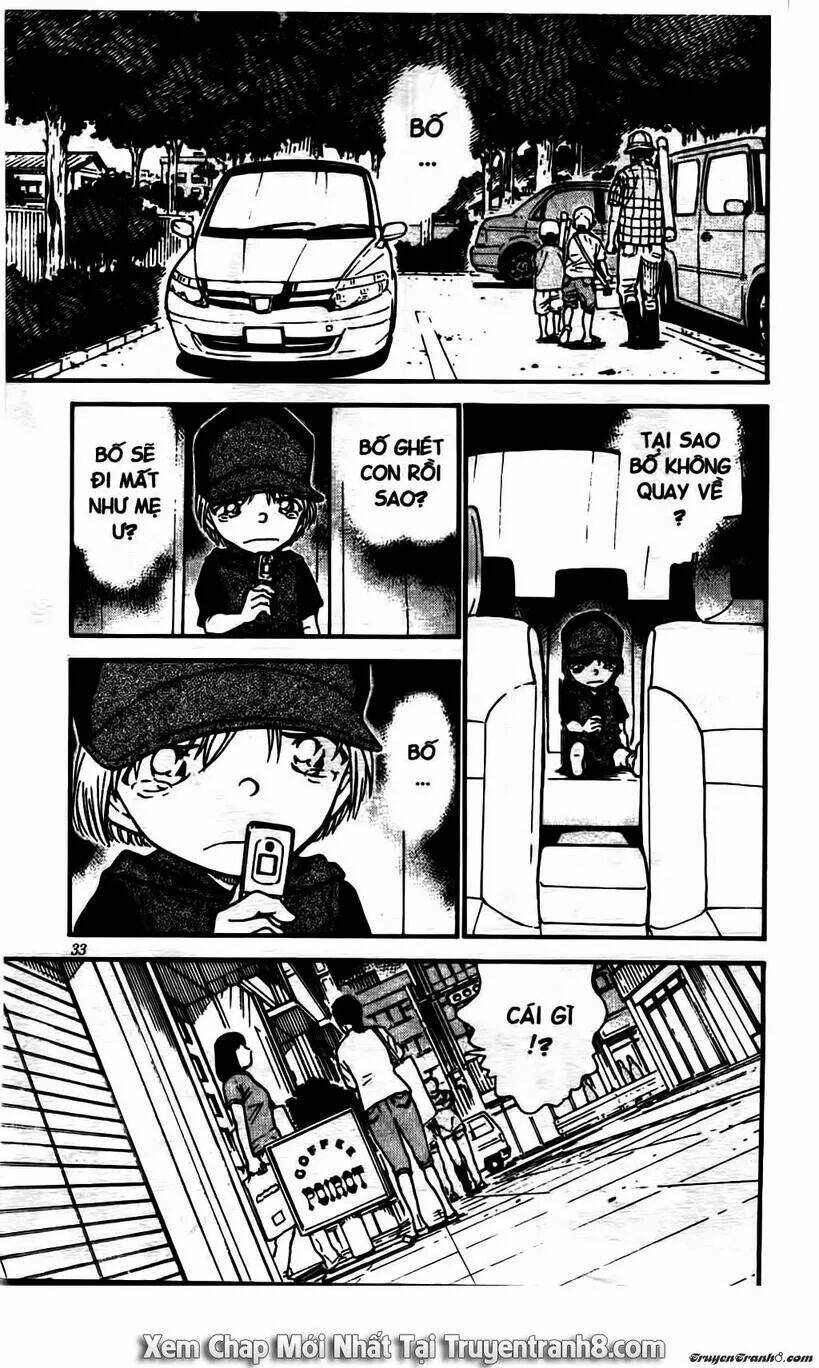 BỐ
...
TẠI SAO
BỐ KHÔNG
QUAY VỀ
?
BỐ GHÉT
CON RỒI
SAO?
BỐ SẼ
ĐI MẤT
NHƯ MẸ
Ư?
BỐ
...
33
CÁI GÌ
!?
COFFEE
POIROT
Xem Chap Mới Nhất Tại Truyentranh8.com
TruyenTranh8.com